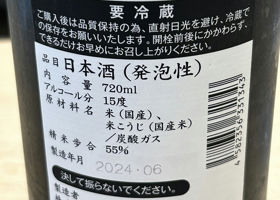 要冷蔵
ご購入後は品質保持の為、直射日光を避け、冷蔵で
の保存をお願いいたします。開栓前後にかかわらず、
できるだけお早めにお召し上がりください。
品目 日本酒（発泡性）
内容量 720ml
アルコール分 15度
原材料名 米（国産）、
米こうじ（国産米）
／炭酸ガス
精米歩合 55%
製造年月 2024・06
決して振らないでください。
製造者
4582356331343